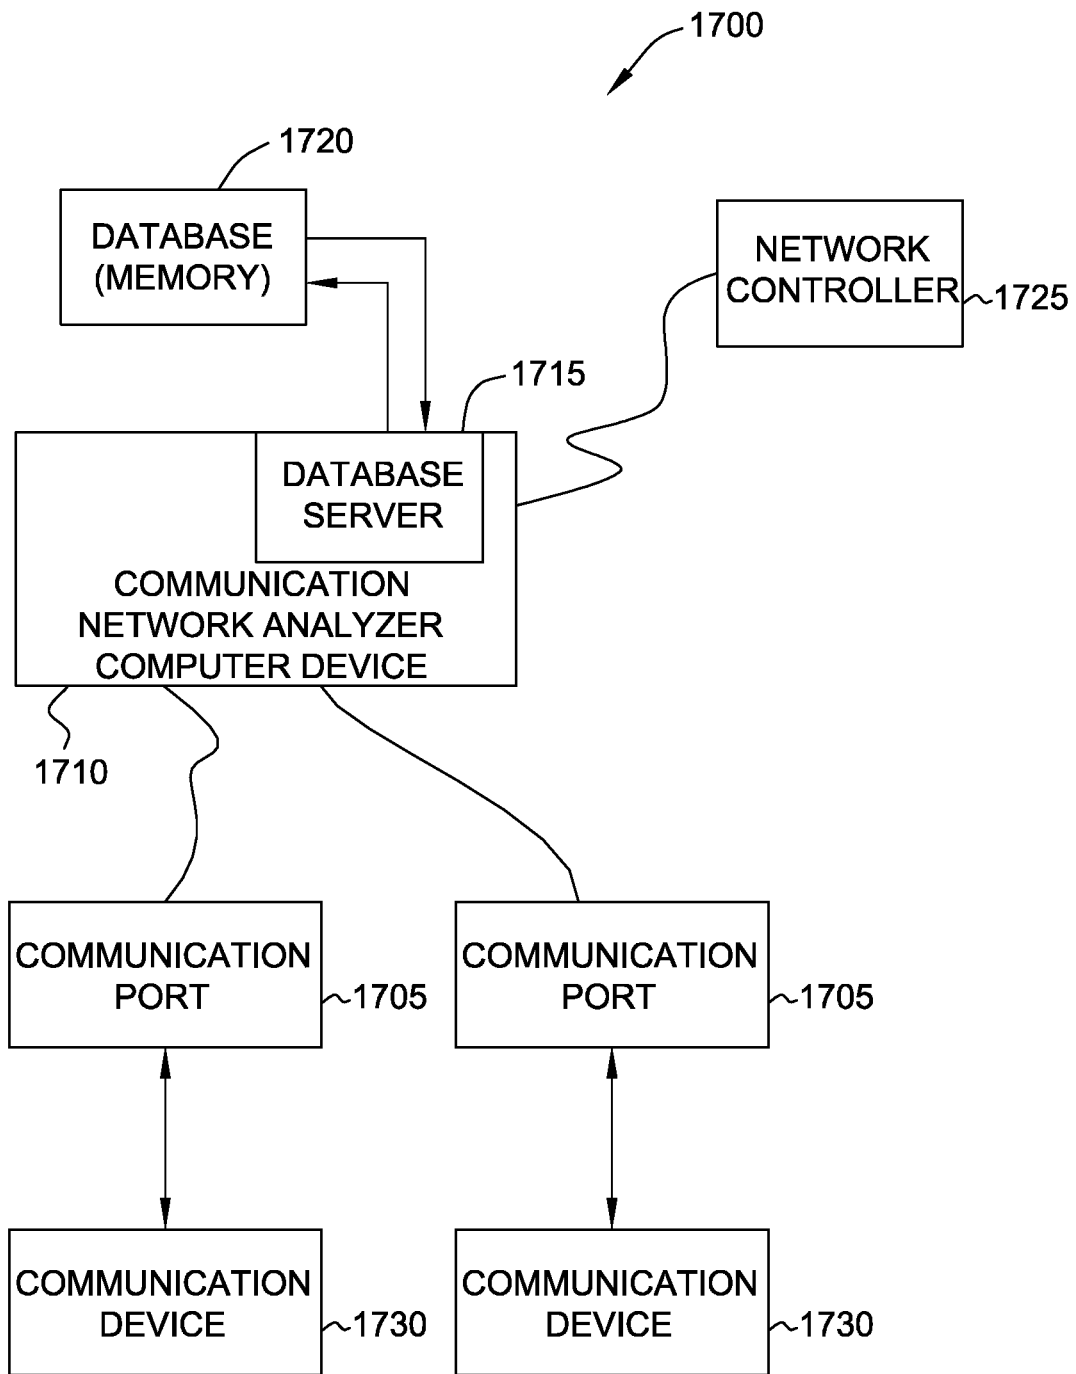 1700
1720
DATABASE
(MEMORY)
NETWORK
CONTROLLER
1725
1715
DATABASE
SERVER
COMMUNICATION
NETWORK ANALYZER
COMPUTER DEVICE
1710
COMMUNICATION
PORT
1705
COMMUNICATION
PORT
1705
COMMUNICATION
DEVICE
1730
COMMUNICATION
DEVICE
1730